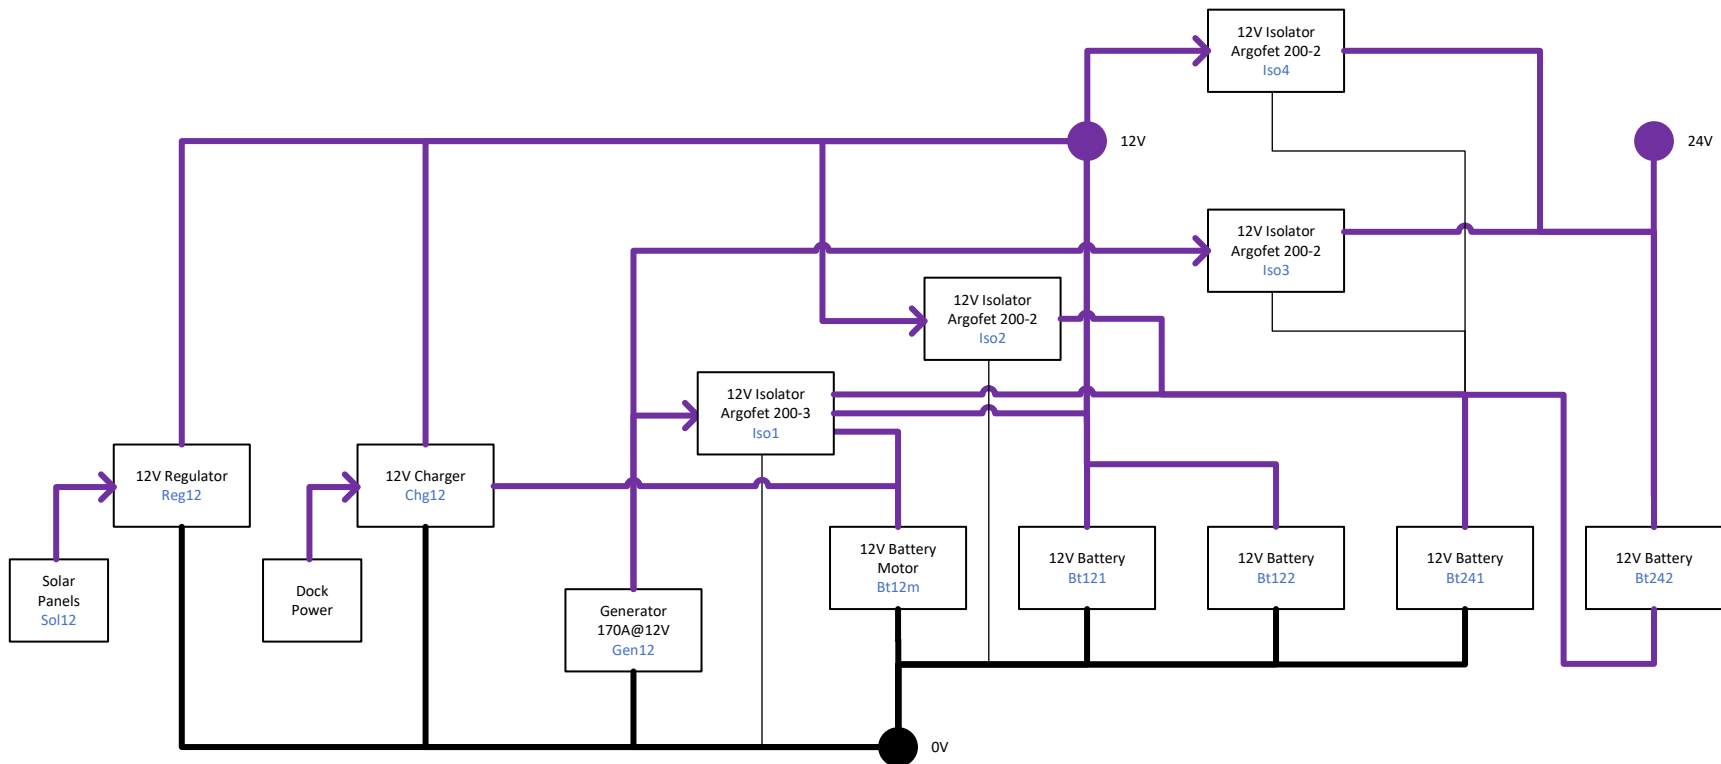 12V Isolator
Argofet 200-2
Iso4
12V
24V
12V Isolator
Argofet 200-2
Iso3
12V Isolator
Argofet 200-2
Iso2
12V Isolator
Argofet 200-3
Iso1
12V Regulator
Reg12
12V Charger
Chg12
12V Battery
Motor
Bt12m
12V Battery
Bt121
12V Battery
Bt122
12V Battery
Bt241
12V Battery
Bt242
Solar
Panels
Sol12
Dock
Power
Generator
170A@12V
Gen12
0V